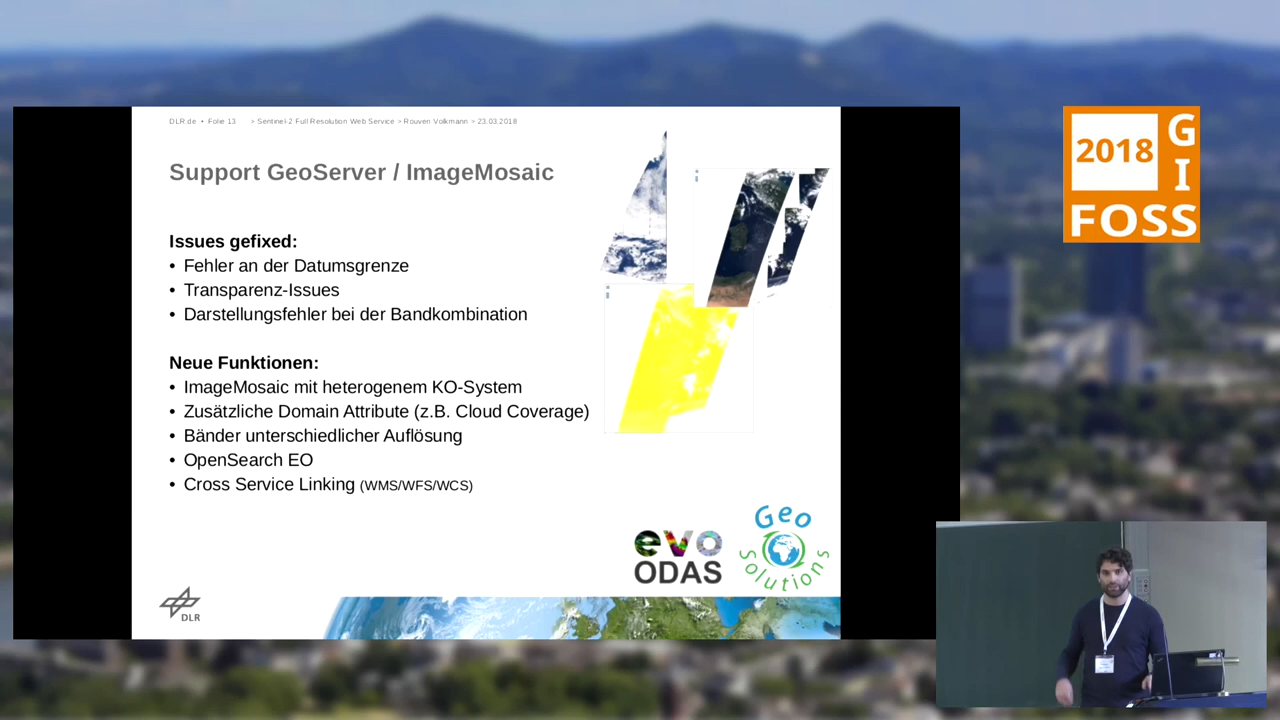 DLR.de • Folie 13 > Sentinel-2 Full Resolution Web Service > Rouven Volkmann > 23.03.2018
Support GeoServer / ImageMosaic
Issues gefixed:
• Fehler an der Datumsgrenze
• Transparenz-Issues
• Darstellungsfehler bei der Bandkombination
Neue Funktionen:
• ImageMosaic mit heterogenem KO-System
• Zusätzliche Domain Attribute (z.B. Cloud Coverage)
• Bänder unterschiedlicher Auflösung
• OpenSearch EO
• Cross Service Linking (WMS/WFS/WCS)
evo
ODAS
Geo
Solutions
DLR
2018
GI
FOSS